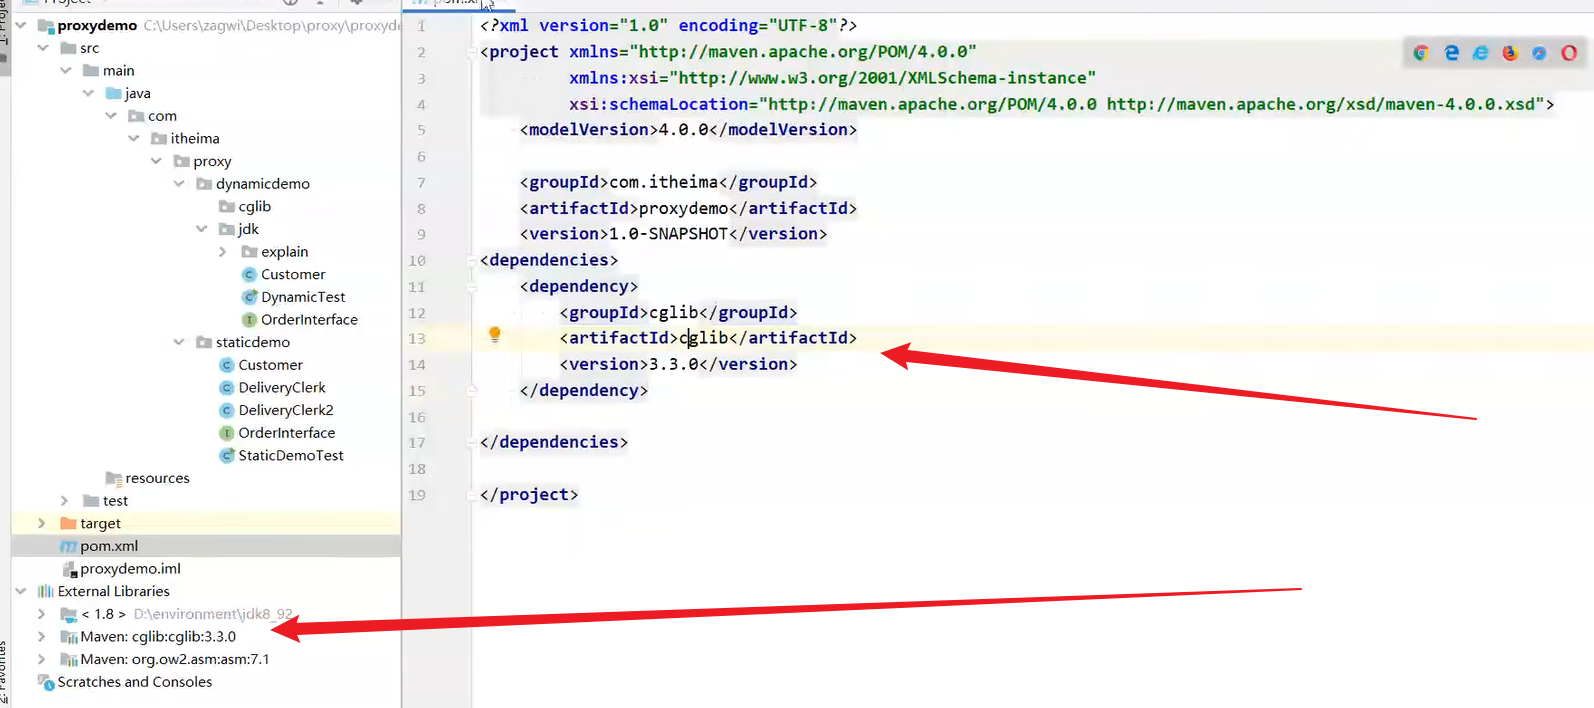 proxydemo C:\Users\zagwi\Desktop\proxy\proxyde
src
main
java
com
itheima
proxy
dynamicdemo
cglib
jdk
explain
Customer
DynamicTest
OrderInterface
staticdemo
Customer
DeliveryClerk
DeliveryClerk2
OrderInterface
StaticDemoTest
resources
test
target
pom.xml
proxydemo.iml
External Libraries
< 1.8 > D:\environment\jdk8_92
Maven: cglib:cglib:3.3.0
Maven: org.ow2.asm:asm:7.1
Scratches and Consoles
1 <?xml version="1.0" encoding="UTF-8"?>
2 <project xmlns="http://maven.apache.org/POM/4.0.0"
3 xmlns:xsi="http://www.w3.org/2001/XMLSchema-instance"
4 xsi:schemaLocation="http://maven.apache.org/POM/4.0.0 http://maven.apache.org/xsd/maven-4.0.0.xsd">
5 <modelVersion>4.0.0</modelVersion>
6
7 <groupId>com.itheima</groupId>
8 <artifactId>proxydemo</artifactId>
9 <version>1.0-SNAPSHOT</version>
10 <dependencies>
11 <dependency>
12 <groupId>cglib</groupId>
13 <artifactId>cglib</artifactId>
14 <version>3.3.0</version>
15 </dependency>
16
17 </dependencies>
18
19 </project>